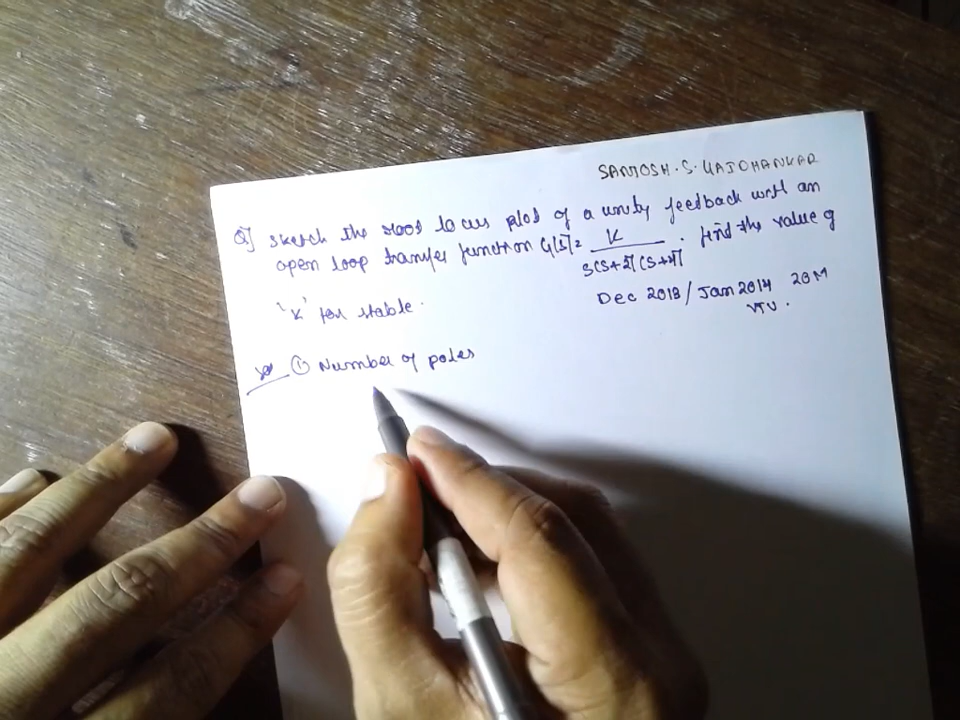 SANTOSH.S.GAJDHANKAR
Q] Sketch the root locus plot of a unity feedback with an
open loop transfer function G(S) = K / S(S+2)(S+4) . find the value of
'K' for stable.
Dec 2013/Jan 2014 20M
VTU.
① Number of poles